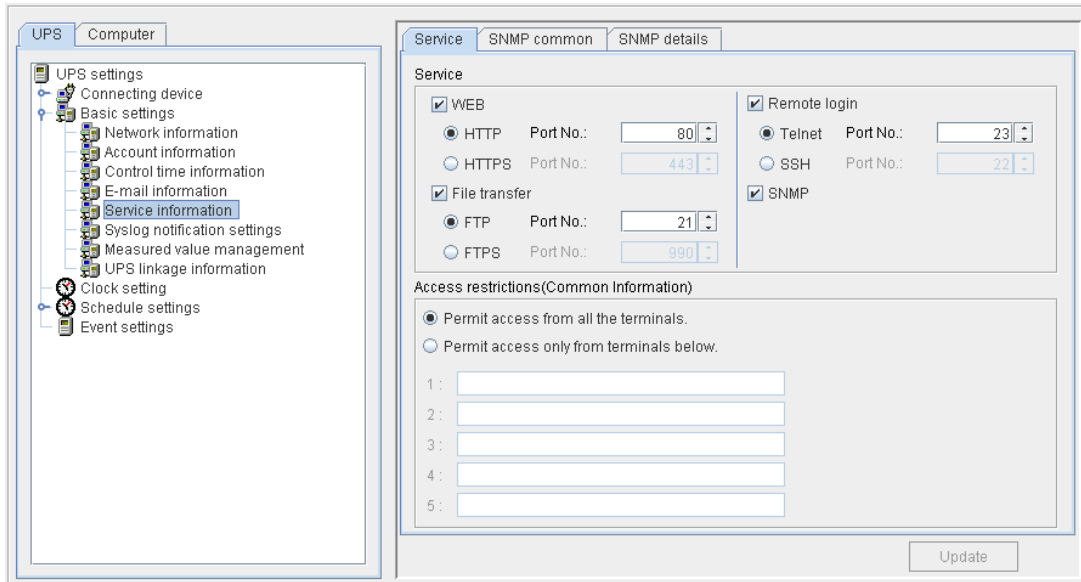 UPS Computer
UPS settings
Connecting device
Basic settings
Network information
Account information
Control time information
E-mail information
Service information
Syslog notification settings
Measured value management
UPS linkage information
Clock setting
Schedule settings
Event settings
Service SNMP common SNMP details
Service
WEB
HTTP Port No.: 80
HTTPS Port No.: 443
File transfer
FTP Port No.: 21
FTPS Port No.: 990
Remote login
Telnet Port No.: 23
SSH Port No.: 22
SNMP
Access restrictions(Common Information)
Permit access from all the terminals.
Permit access only from terminals below.
1 :
2 :
3 :
4 :
5 :
Update